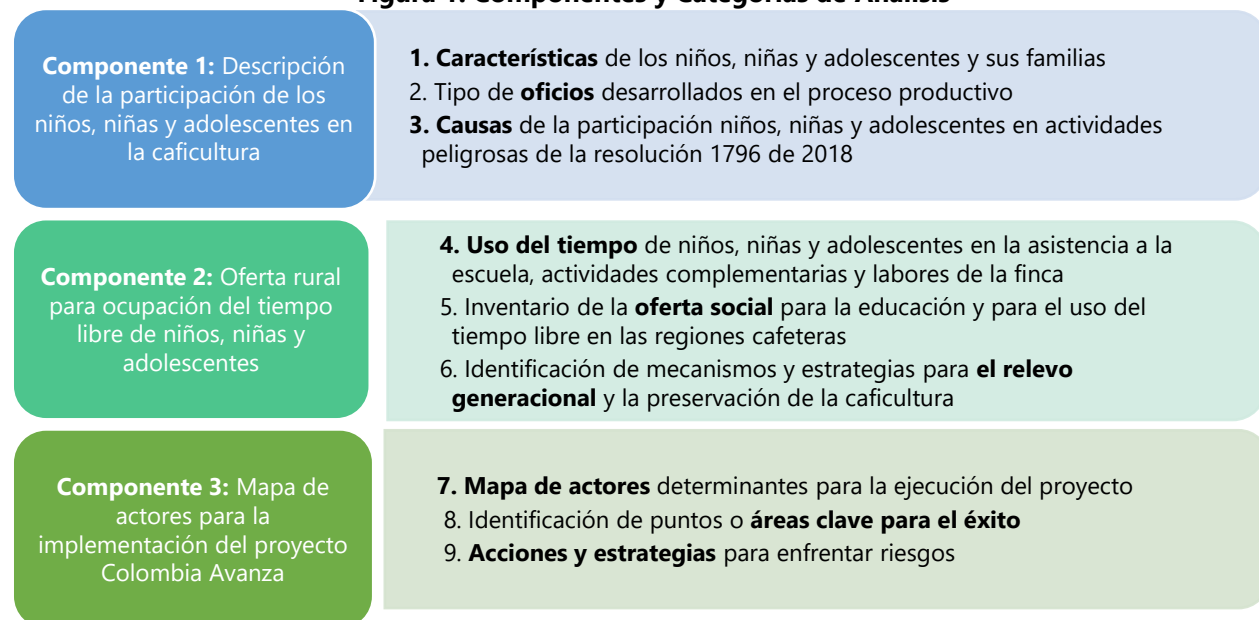 Figura 1. Componentes y Categorías de Análisis
Componente 1: Descripción
de la participación de los
niños, niñas y adolescentes en
la caficultura
1. Características de los niños, niñas y adolescentes y sus familias
2. Tipo de oficios desarrollados en el proceso productivo
3. Causas de la participación niños, niñas y adolescentes en actividades
peligrosas de la resolución 1796 de 2018
Componente 2: Oferta rural
para ocupación del tiempo
libre de niños, niñas y
adolescentes
4. Uso del tiempo de niños, niñas y adolescentes en la asistencia a la
escuela, actividades complementarias y labores de la finca
5. Inventario de la oferta social para la educación y para el uso del
tiempo libre en las regiones cafeteras
6. Identificación de mecanismos y estrategias para el relevo
generacional y la preservación de la caficultura
Componente 3: Mapa de
actores para la
implementación del proyecto
Colombia Avanza
7. Mapa de actores determinantes para la ejecución del proyecto
8. Identificación de puntos o áreas clave para el éxito
9. Acciones y estrategias para enfrentar riesgos